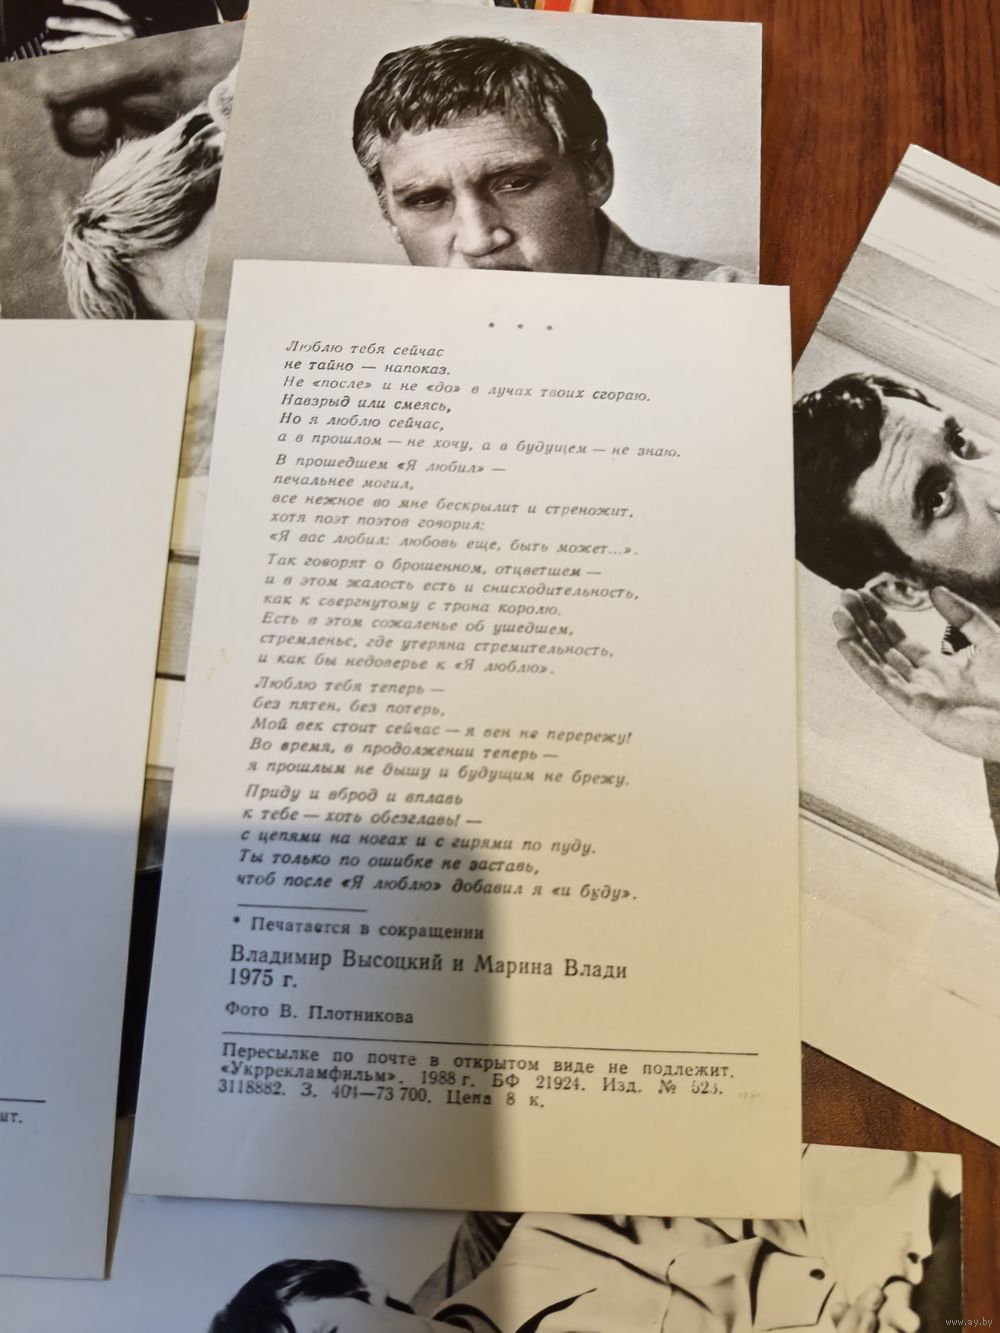 * * *
Люблю тебя сейчас
не тайно — напоказ.
Не «после» и не «до» в лучах твоих сгораю.
Навзрыд или смеясь,
Но я люблю сейчас,
а в прошлом — не хочу, а в будущем — не знаю.
В прошедшем «Я любил» —
печальнее могил,
все нежное во мне бескрылит и стреножит,
хотя поэт поэтов говорил:
«Я вас любил: любовь еще, быть может...».
Так говорят о брошенном, отцветшем —
и в этом жалость есть и снисходительность,
как к свергнутому с трона королю.
Есть в этом сожаленье об ушедшем,
стремленье, где утеряна стремительность,
и как бы недоверье к «Я люблю».
Люблю тебя теперь —
без пятен, без потерь,
Мой век стоит сейчас — я вен не перережу!
Во время, в продолжении теперь —
я прошлым не дышу и будущим не брежу.
Приду и вброд и вплавь
к тебе — хоть обезглавь! —
с цепями на ногах и с гирями по пуду.
Ты только по ошибке не заставь,
чтоб после «Я люблю» добавил я «и буду».
* Печатается в сокращении
Владимир Высоцкий и Марина Влади
1975 г.
Фото В. Плотникова
Пересылке по почте в открытом виде не подлежит.
«Укррекламфильм». 1988 г. БФ 21924. Изд. № 523.
3118882. З. 401—73 700. Цена 8 к.
ит.
www.ay.by